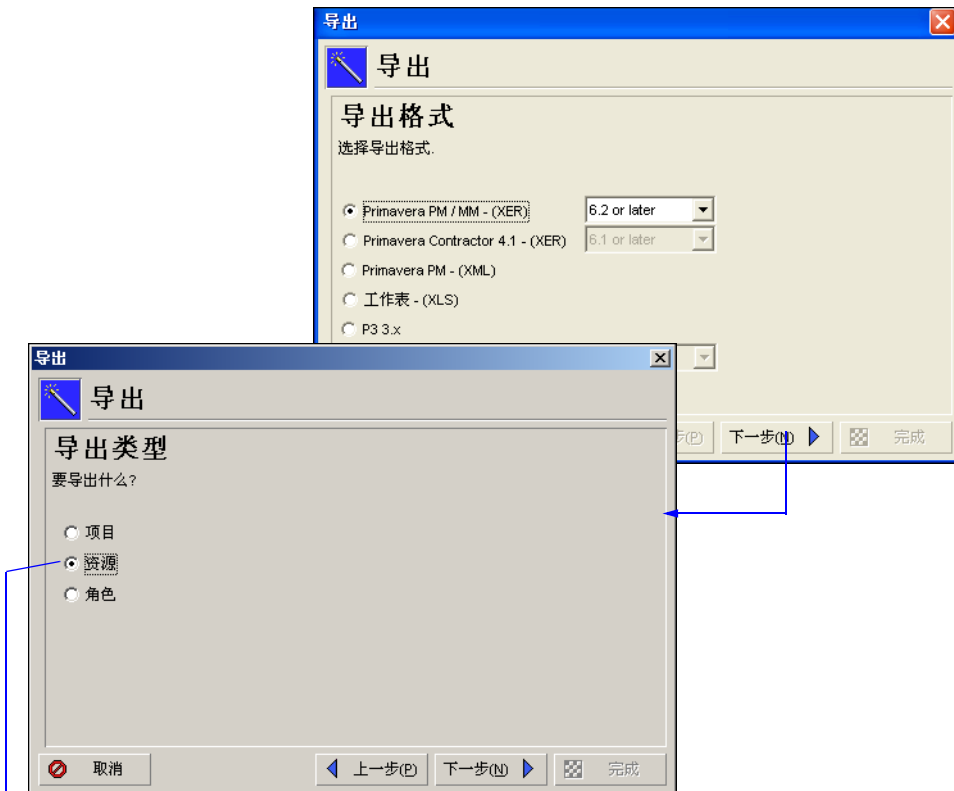 导出
导出
导出格式
选择导出格式.
Primavera PM / MM - (XER) 6.2 or later
Primavera Contractor 4.1 - (XER) 6.1 or later
Primavera PM - (XML)
工作表 - (XLS)
P3 3.x
步(P) 下一步(N) 完成
导出
导出
导出类型
要导出什么?
项目
资源
角色
取消 上一步(P) 下一步(N) 完成